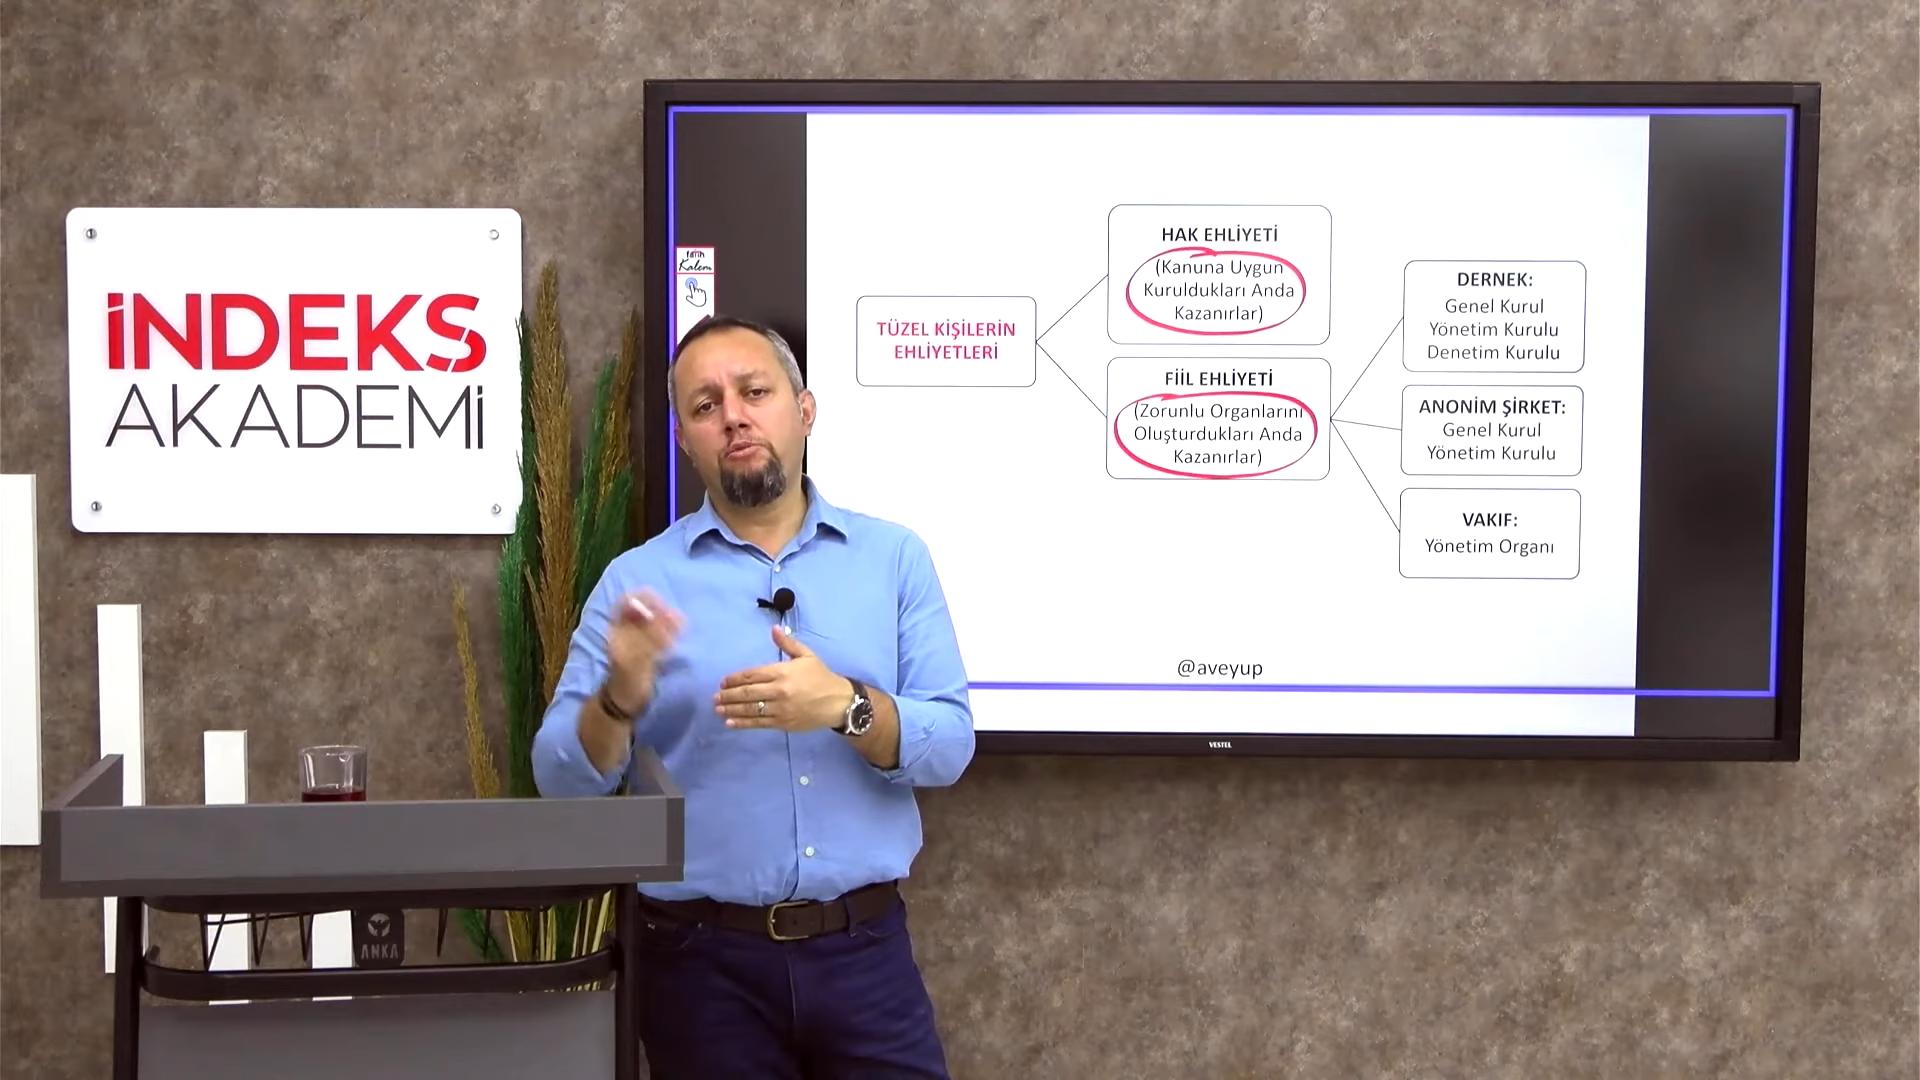 İNDEKS
AKADEMİ
fatih
Kalem
TÜZEL KİŞİLERİN
EHLİYETLERİ
HAK EHLİYETİ
(Kanuna Uygun
Kuruldukları Anda
Kazanırlar)
FİİL EHLİYETİ
(Zorunlu Organlarını
Oluşturdukları Anda
Kazanırlar)
DERNEK:
Genel Kurul
Yönetim Kurulu
Denetim Kurulu
ANONİM ŞİRKET:
Genel Kurul
Yönetim Kurulu
VAKIF:
Yönetim Organı
@aveyup
VESTEL
ANKA